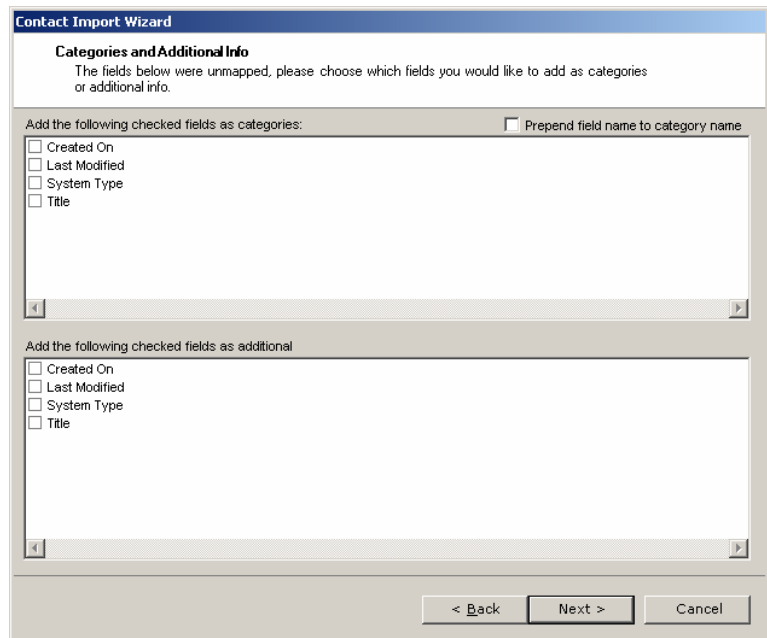 Contact Import Wizard
Categories and Additional Info
The fields below were unmapped, please choose which fields you would like to add as categories
or additional info.
Add the following checked fields as categories:
Prepend field name to category name
Created On
Last Modified
System Type
Title
Add the following checked fields as additional
Created On
Last Modified
System Type
Title
< Back
Next >
Cancel